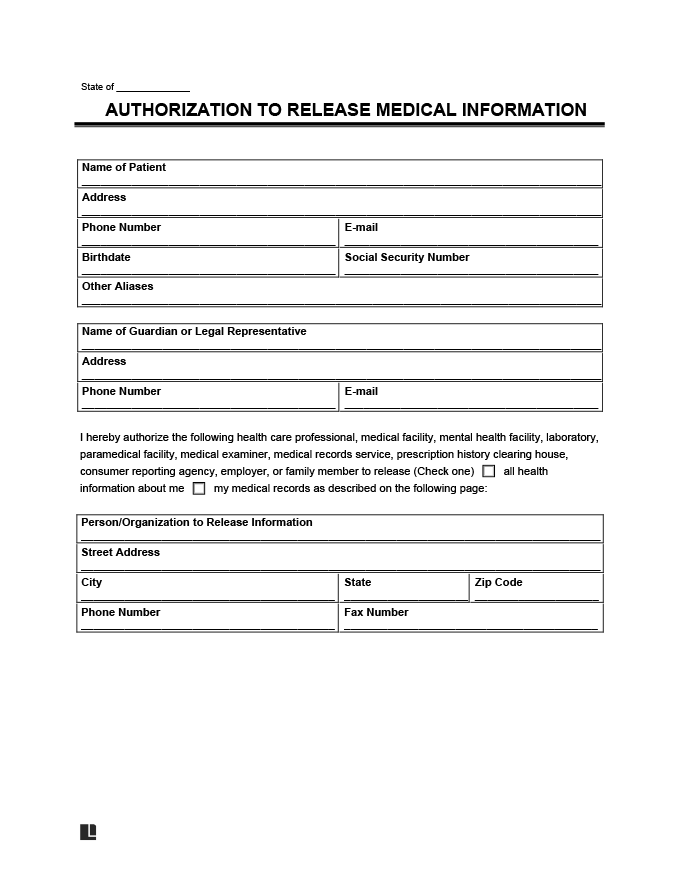 State of ______________
AUTHORIZATION TO RELEASE MEDICAL INFORMATION
Name of Patient
Address
Phone Number E-mail
Birthdate Social Security Number
Other Aliases
Name of Guardian or Legal Representative
Address
Phone Number E-mail
I hereby authorize the following health care professional, medical facility, mental health facility, laboratory,
paramedical facility, medical examiner, medical records service, prescription history clearing house,
consumer reporting agency, employer, or family member to release (Check one) ☐ all health
information about me ☐ my medical records as described on the following page:
Person/Organization to Release Information
Street Address
City State Zip Code
Phone Number Fax Number